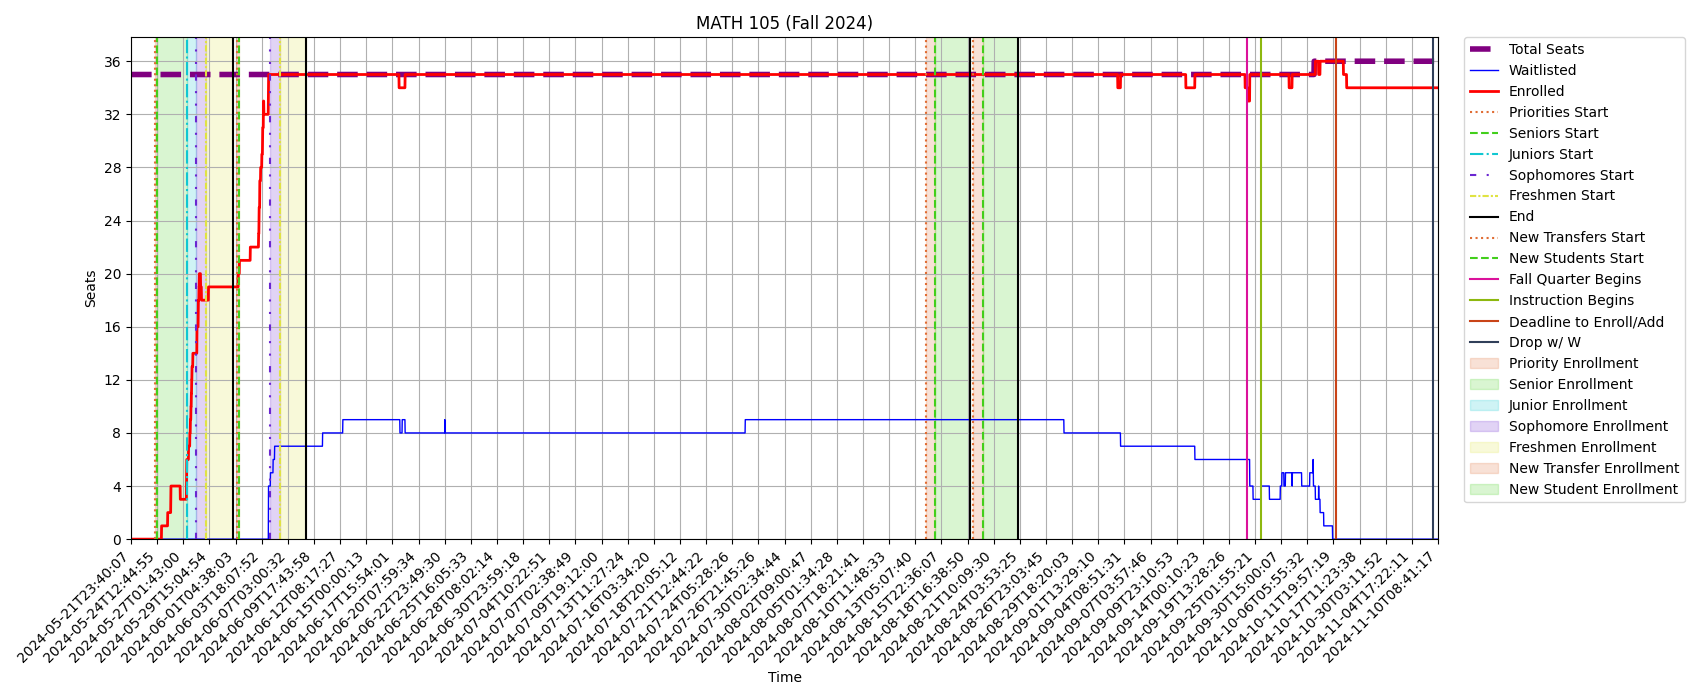 MATH 105 (Fall 2024)
Seats
36
32
28
24
20
16
12
8
4
0
2024-05-21T23:40:07
2024-05-24T12:44:55
2024-05-27T01:43:00
2024-05-29T15:04:54
2024-06-01T04:38:03
2024-06-03T18:07:52
2024-06-07T03:00:32
2024-06-09T17:43:58
2024-06-12T08:17:27
2024-06-15T00:00:13
2024-06-17T15:54:01
2024-06-20T07:59:34
2024-06-22T23:49:30
2024-06-25T16:05:33
2024-06-28T08:02:14
2024-06-30T23:59:18
2024-07-04T10:22:51
2024-07-07T02:38:49
2024-07-09T19:12:00
2024-07-13T11:27:24
2024-07-16T03:34:20
2024-07-18T20:05:12
2024-07-21T12:44:22
2024-07-24T05:28:26
2024-07-26T21:45:26
2024-07-30T02:34:44
2024-08-02T09:00:47
2024-08-05T01:34:28
2024-08-07T18:21:41
2024-08-10T11:48:33
2024-08-13T05:07:40
2024-08-15T22:36:07
2024-08-18T16:38:50
2024-08-21T10:09:30
2024-08-24T03:53:25
2024-08-26T23:03:45
2024-08-29T18:20:03
2024-09-01T13:29:10
2024-09-04T08:51:31
2024-09-07T03:57:46
2024-09-09T23:10:53
2024-09-14T00:10:23
2024-09-19T13:28:26
2024-09-25T01:55:21
2024-09-30T15:00:07
2024-10-06T05:55:32
2024-10-11T19:57:19
2024-10-17T11:23:38
2024-10-30T03:11:52
2024-11-04T17:22:11
2024-11-10T08:41:17
Time
Total Seats
Waitlisted
Enrolled
Priorities Start
Seniors Start
Juniors Start
Sophomores Start
Freshmen Start
End
New Transfers Start
New Students Start
Fall Quarter Begins
Instruction Begins
Deadline to Enroll/Add
Drop w/ W
Priority Enrollment
Senior Enrollment
Junior Enrollment
Sophomore Enrollment
Freshmen Enrollment
New Transfer Enrollment
New Student Enrollment